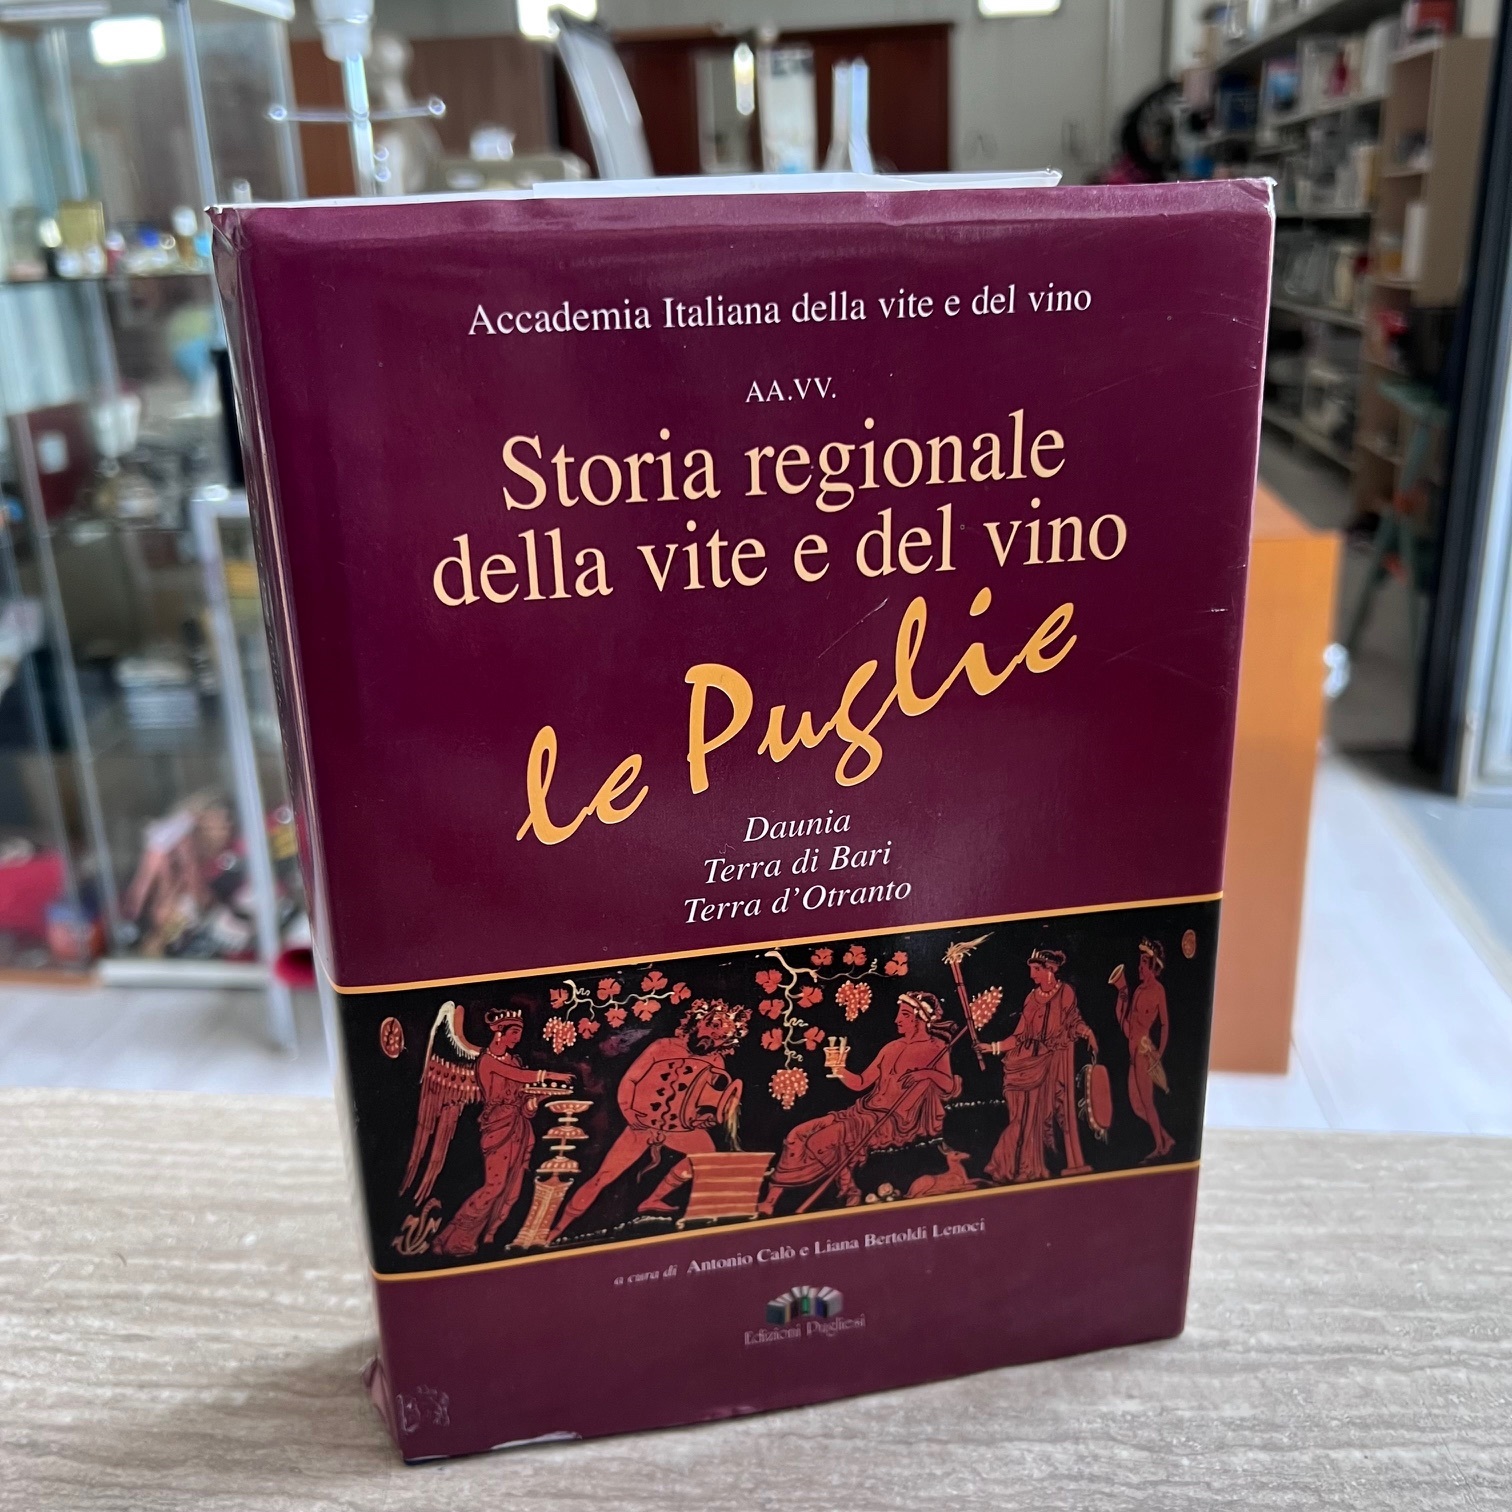 Accademia Italiana della vite e del vino
AA.VV.
Storia regionale
della vite e del vino
le Puglie
Daunia
Terra di Bari
Terra d'Otranto
a cura di Antonio Calò e Liana Bertoldi Lenoci
Edizioni Pugliesi